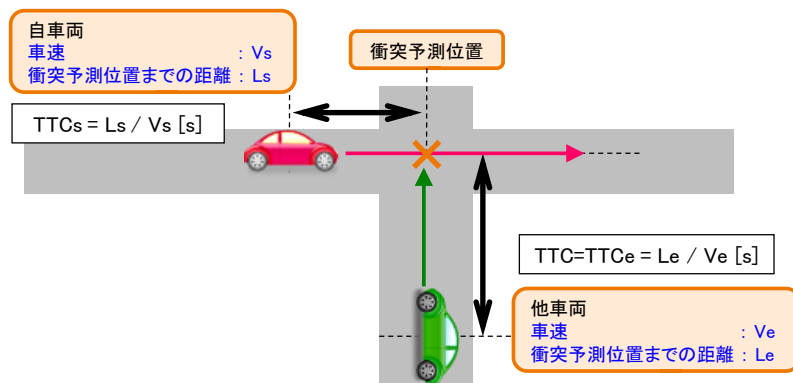 自車両
車速 : Vs
衝突予測位置までの距離 : Ls
衝突予測位置
TTCs = Ls / Vs [s]
TTC=TTCe = Le / Ve [s]
他車両
車速 : Ve
衝突予測位置までの距離 : Le